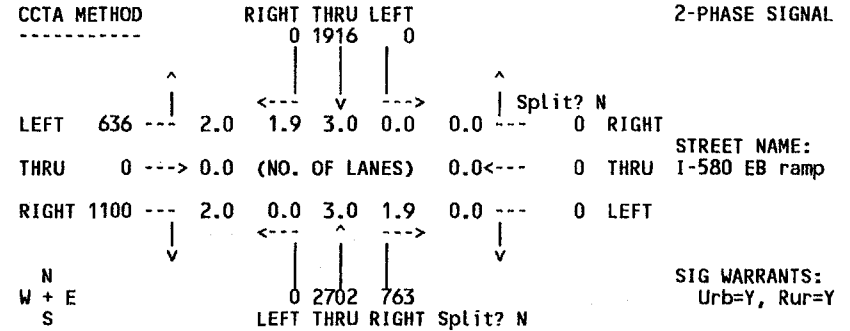 CCTA METHOD RIGHT THRU LEFT 2-PHASE SIGNAL
----------- 0 1916 0
^ | | | ^
| <--- v ---> | Split? N
LEFT 636 --- 2.0 1.9 3.0 0.0 0.0 --- 0 RIGHT
STREET NAME:
THRU 0 ---> 0.0 (NO. OF LANES) 0.0<--- 0 THRU I-580 EB ramp
RIGHT 1100 --- 2.0 0.0 3.0 1.9 0.0 --- 0 LEFT
| <--- ^ ---> |
v | | | v
N SIG WARRANTS:
W + E 0 2702 763 Urb=Y, Rur=Y
S LEFT THRU RIGHT Split? N